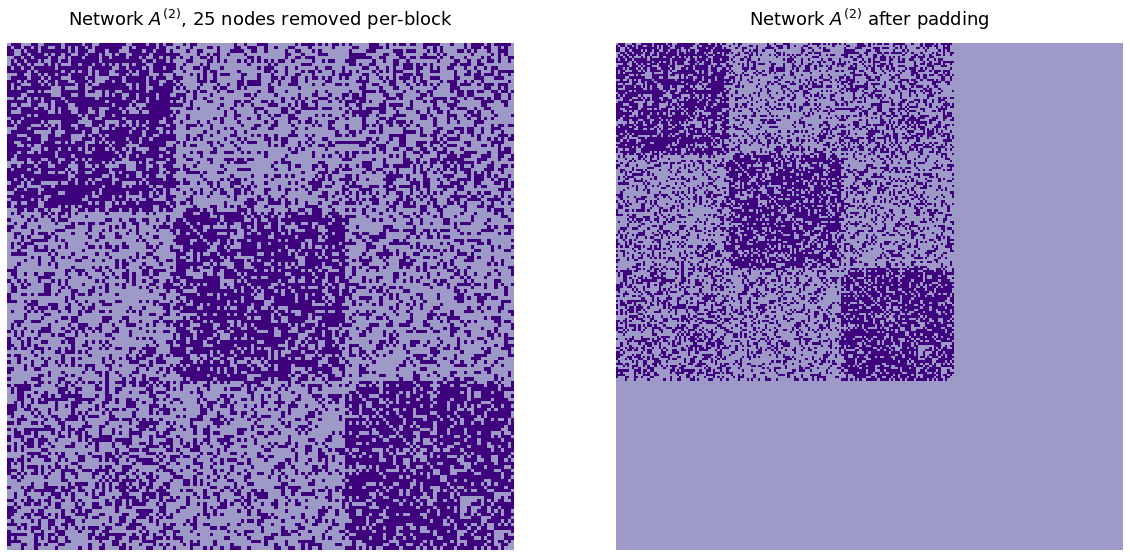 Network A^(2), 25 nodes removed per-block
Network A^(2) after padding